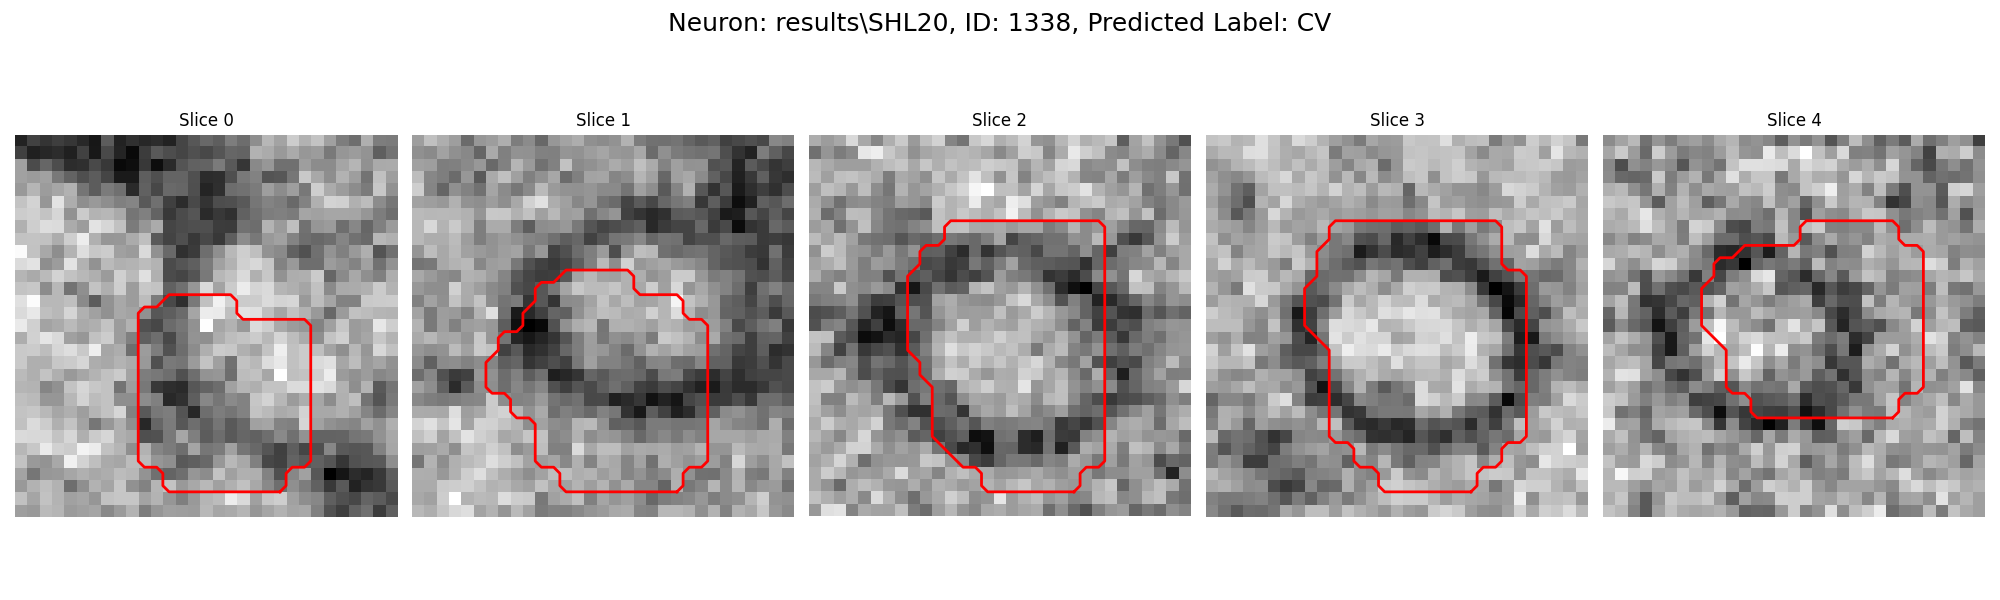 Neuron: results\SHL20, ID: 1338, Predicted Label: CV
Slice 0
Slice 1
Slice 2
Slice 3
Slice 4